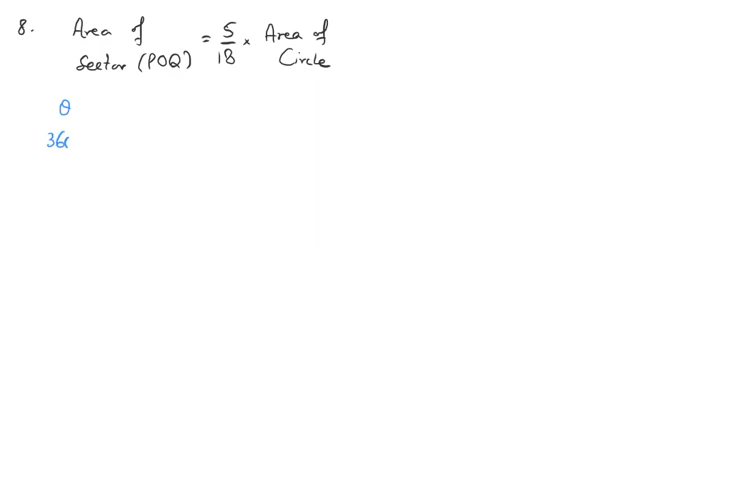 8. Area of Sector (POQ) = 5/18 × Area of Circle
θ
36